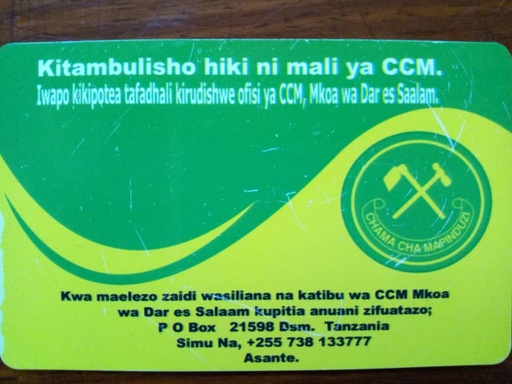 Kitambulisho hiki ni mali ya CCM.
Iwapo kikipotea tafadhali kirudishwe ofisi ya CCM, Mkoa wa Dar es Saalam.
CHAMA CHA MAPINDUZI
Kwa maelezo zaidi wasiliana na katibu wa CCM Mkoa
wa Dar es Salaam kupitia anuani zifuatazo;
P O Box 21598 Dsm. Tanzania
Simu Na, +255 738 133777
Asante.